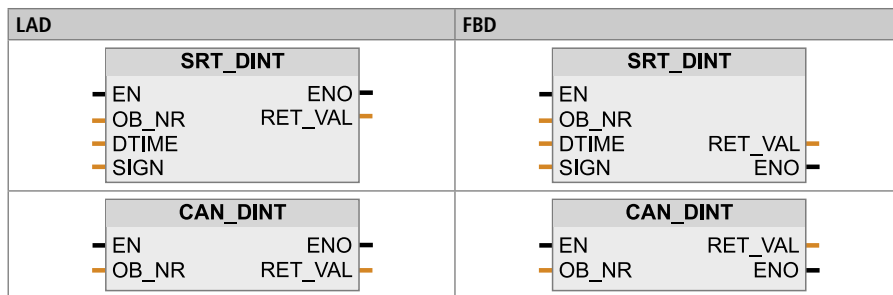 LAD FBD
SRT_DINT SRT_DINT
EN ENO EN
OB_NR RET_VAL OB_NR
DTIME DTIME RET_VAL
SIGN SIGN ENO
CAN_DINT CAN_DINT
EN ENO EN RET_VAL
OB_NR RET_VAL OB_NR ENO